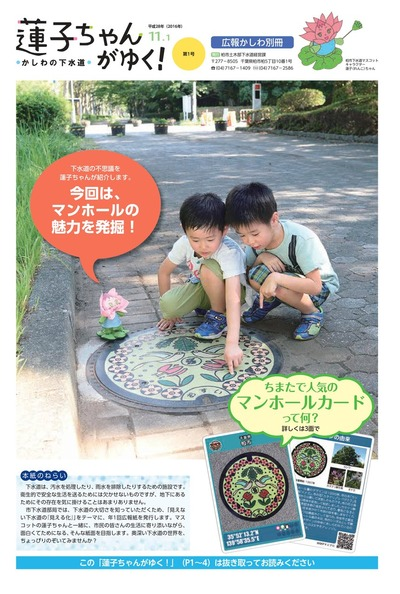 蓮子ちゃん
がゆく!
かしわの下水道
平成28年(2016年)
11.1
第1号
広報かしわ別冊
発行 柏市土木部下水道経営課
〒277-8505 千葉県柏市柏5丁目10番1号
☎(04)7167-1409 FAX(04)7167-2586
柏市下水道マスコット
キャラクター
蓮子(れんこ)ちゃん
下水道の不思議を
蓮子ちゃんが紹介します。
今回は、
マンホールの
魅力を発掘!
ちまたで人気の
マンホールカード
って何?
詳しくは3面で
の由来
35°52'13.7"N
139°58'35.5"E
本紙のねらい
下水道は、汚水を処理したり、雨水を排除したりするための施設です。
衛生的で安全な生活を送るためには欠かせないものですが、地下にある
ためにその存在を気に掛けることはあまりありません。
市下水道部局では、下水道の大切さを知っていただくため、「見えな
い下水道の『見える化』」をテーマに、年1回広報紙を発行します。マス
コットの蓮子ちゃんと一緒に、市民の皆さんの生活に寄り添いながら、
面白くてためになる、そんな紙面を目指します。奥深い下水道の世界を、
ちょっぴりのぞいてみませんか?
この「蓮子ちゃんがゆく!」(P1~4)は抜き取ってお読みください